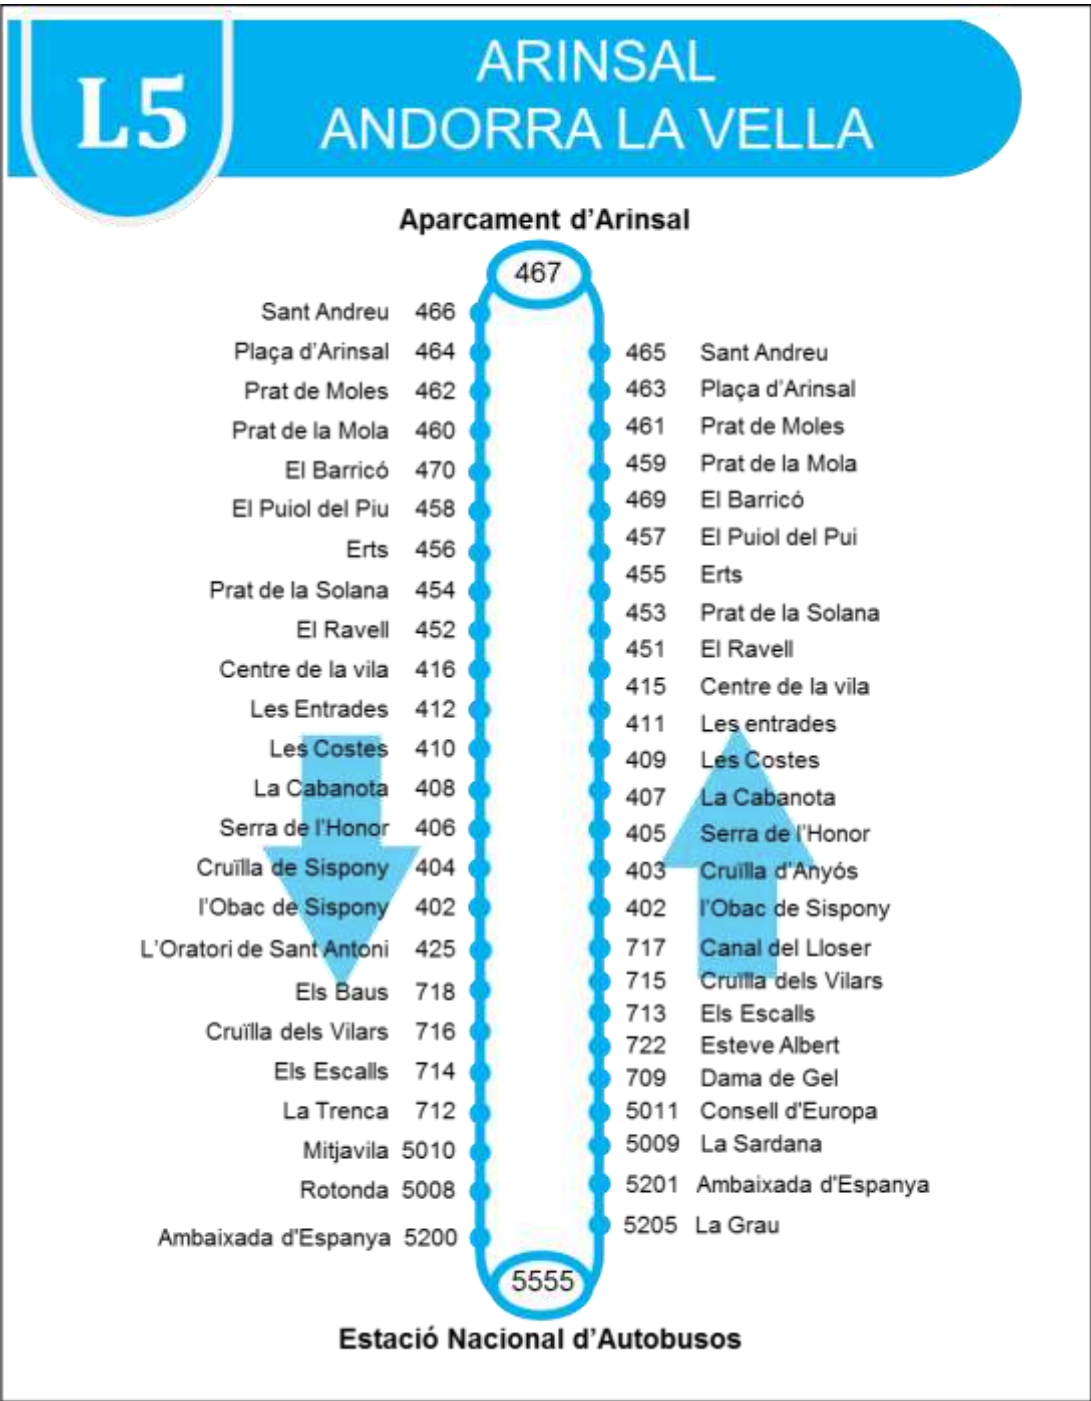 L5
ARINSAL
ANDORRA LA VELLA
Aparcament d'Arinsal
467
Sant Andreu 466
Plaça d'Arinsal 464
Prat de Moles 462
Prat de la Mola 460
El Barricó 470
El Puiol del Piu 458
Erts 456
Prat de la Solana 454
El Ravell 452
Centre de la vila 416
Les Entrades 412
Les Costes 410
La Cabanota 408
Serra de l'Honor 406
Cruïlla de Sispony 404
l'Obac de Sispony 402
L'Oratori de Sant Antoni 425
Els Baus 718
Cruïlla dels Vilars 716
Els Escalls 714
La Trenca 712
Mitjavila 5010
Rotonda 5008
Ambaixada d'Espanya 5200
465 Sant Andreu
463 Plaça d'Arinsal
461 Prat de Moles
459 Prat de la Mola
469 El Barricó
457 El Puiol del Pui
455 Erts
453 Prat de la Solana
451 El Ravell
415 Centre de la vila
411 Les entrades
409 Les Costes
407 La Cabanota
405 Serra de l'Honor
403 Cruïlla d'Anyós
402 l'Obac de Sispony
717 Canal del Lloser
715 Cruïlla dels Vilars
713 Els Escalls
722 Esteve Albert
709 Dama de Gel
5011 Consell d'Europa
5009 La Sardana
5201 Ambaixada d'Espanya
5205 La Grau
5555
Estació Nacional d'Autobusos